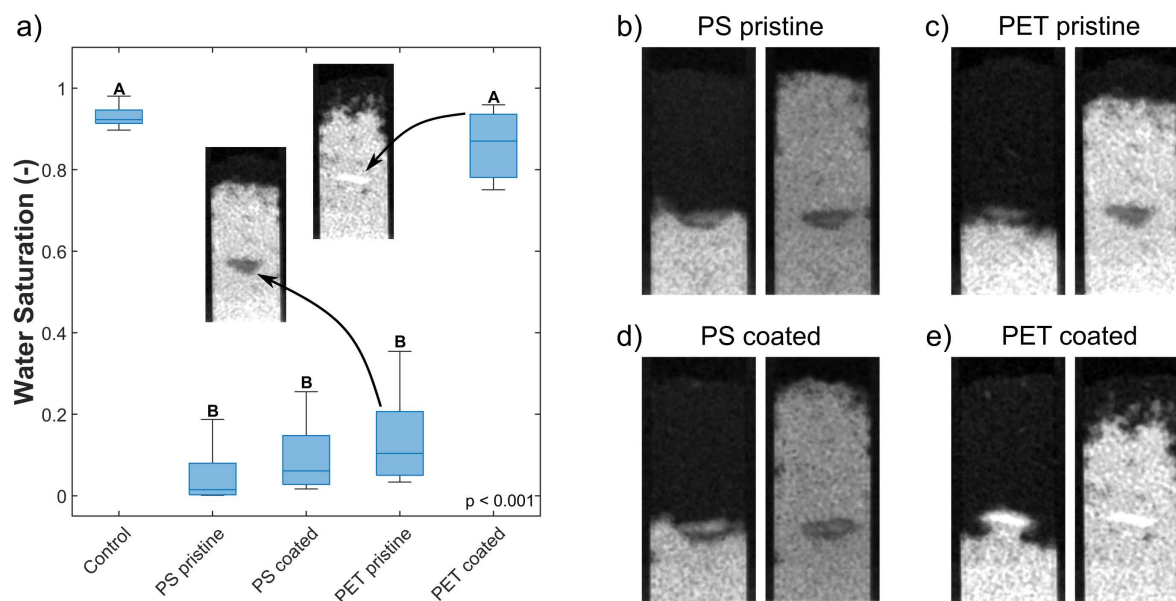 a)
Water Saturation (-)
1
0.8
0.6
0.4
0.2
0
A
B
B
B
A
p < 0.001
Control
PS pristine
PS coated
PET pristine
PET coated
b) PS pristine
c) PET pristine
d) PS coated
e) PET coated